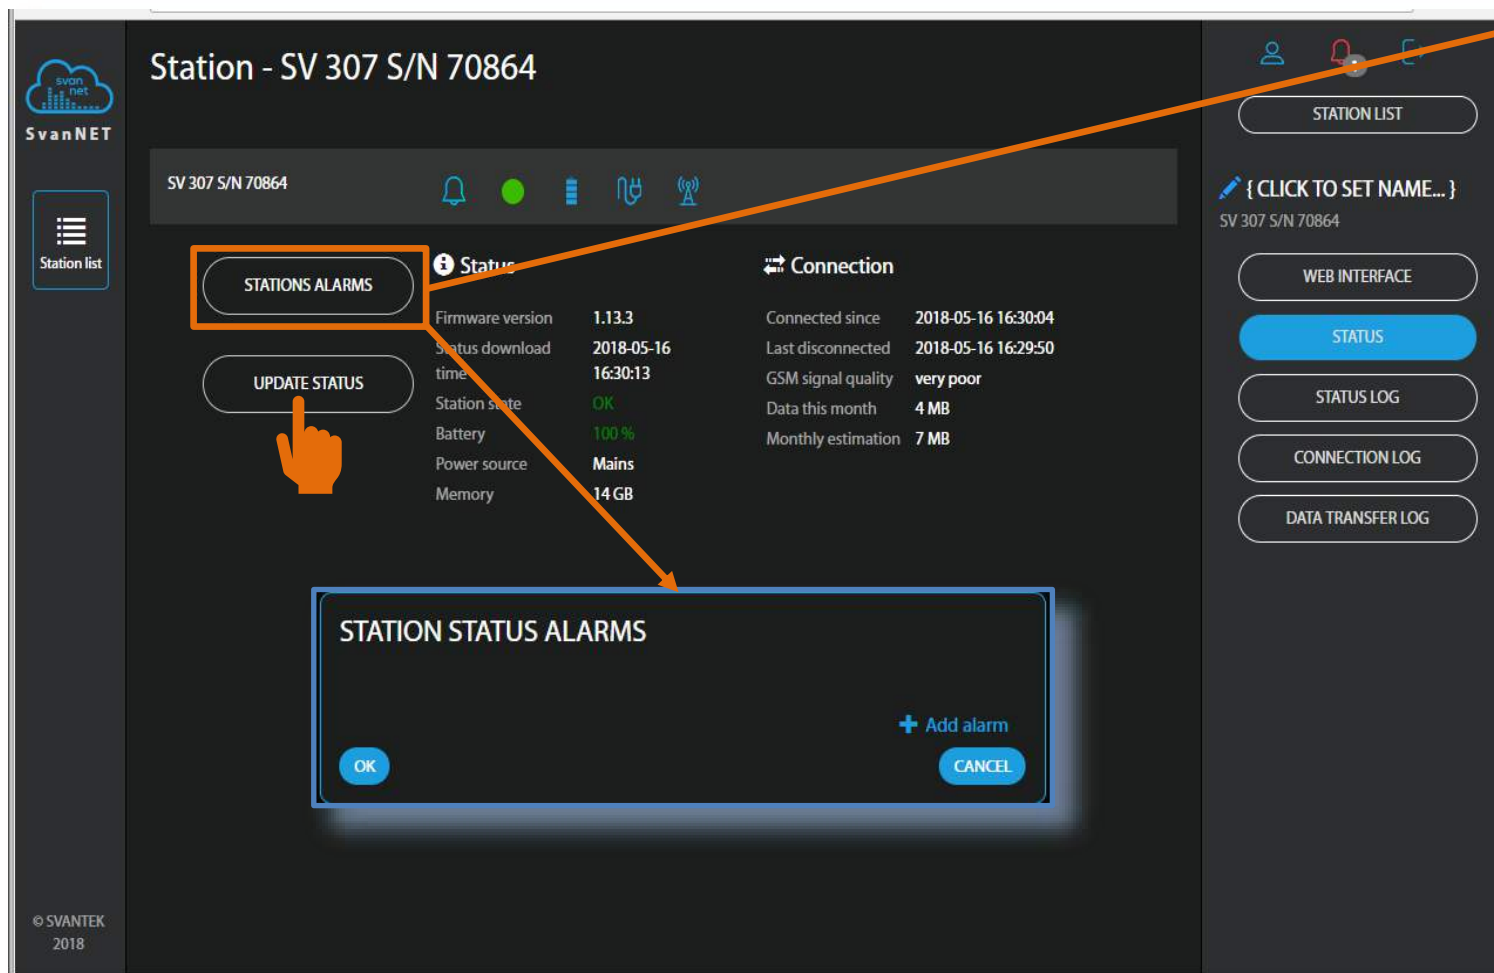 svan
net
SvanNET
Station list
© SVANTEK
2018
Station - SV 307 S/N 70864
SV 307 S/N 70864
STATIONS ALARMS
UPDATE STATUS
Status
Firmware version 1.13.3
Status download 2018-05-16
time 16:30:13
Station state OK
Battery 100 %
Power source Mains
Memory 14 GB
Connection
Connected since 2018-05-16 16:30:04
Last disconnected 2018-05-16 16:29:50
GSM signal quality very poor
Data this month 4 MB
Monthly estimation 7 MB
STATION STATUS ALARMS
Add alarm
OK
CANCEL
STATION LIST
{ CLICK TO SET NAME... }
SV 307 S/N 70864
WEB INTERFACE
STATUS
STATUS LOG
CONNECTION LOG
DATA TRANSFER LOG